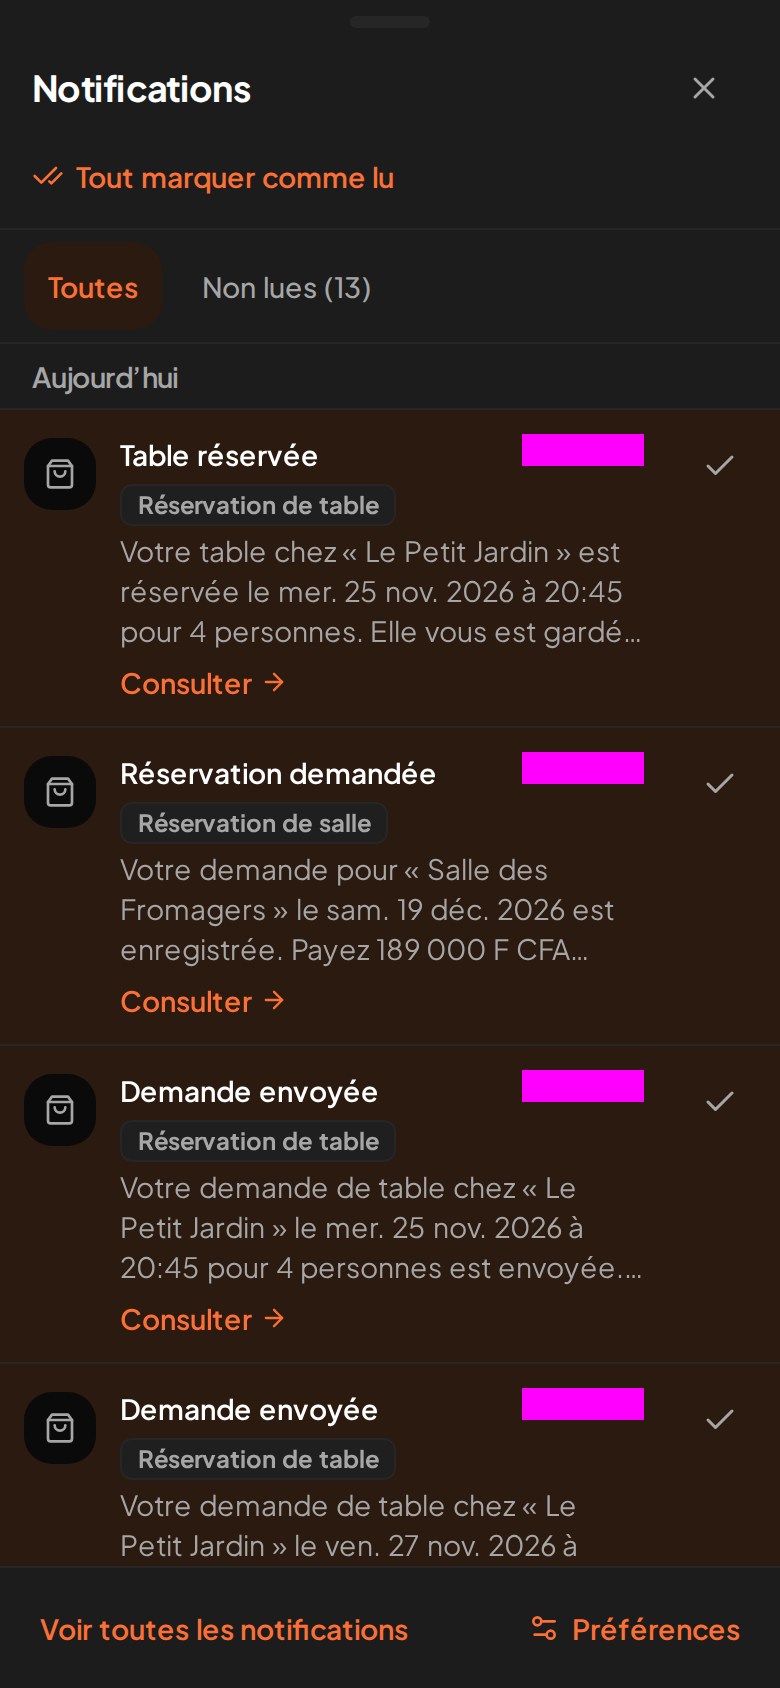 Notifications
Tout marquer comme lu
Toutes
Non lues (13)
Aujourd’hui
Table réservée
Réservation de table
Votre table chez « Le Petit Jardin » est
réservée le mer. 25 nov. 2026 à 20:45
pour 4 personnes. Elle vous est gardé…
Consulter
Réservation demandée
Réservation de salle
Votre demande pour « Salle des
Fromagers » le sam. 19 déc. 2026 est
enregistrée. Payez 189 000 F CFA…
Consulter
Demande envoyée
Réservation de table
Votre demande de table chez « Le
Petit Jardin » le mer. 25 nov. 2026 à
20:45 pour 4 personnes est envoyée.…
Consulter
Demande envoyée
Réservation de table
Votre demande de table chez « Le
Petit Jardin » le ven. 27 nov. 2026 à
Voir toutes les notifications
Préférences